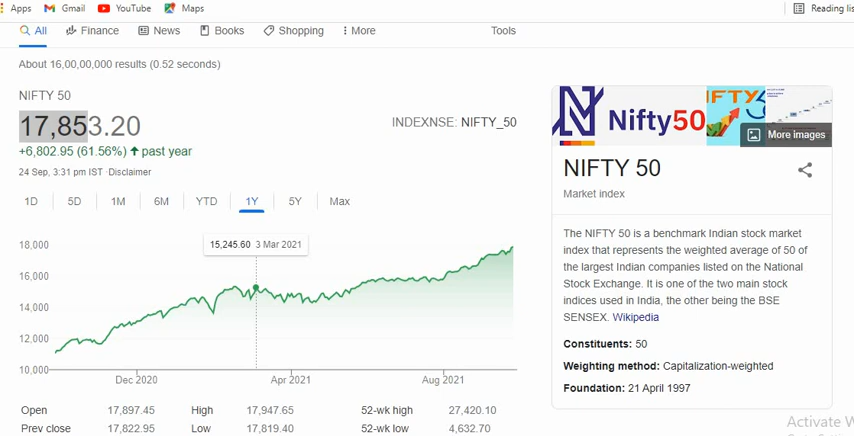 Apps Gmail YouTube Maps Reading lis
All Finance News Books Shopping More Tools
About 16,00,00,000 results (0.52 seconds)
NIFTY 50
17,853.20
INDEXNSE: NIFTY_50
+6,802.95 (61.56%) past year
24 Sep, 3:31 pm IST · Disclaimer
1D 5D 1M 6M YTD 1Y 5Y Max
15,245.60 3 Mar 2021
18,000
16,000
14,000
12,000
10,000
Dec 2020 Apr 2021 Aug 2021
Open 17,897.45 High 17,947.65 52-wk high 27,420.10
Prev close 17,822.95 Low 17,819.40 52-wk low 4,632.70
Nifty50
More images
NIFTY 50
Market index
The NIFTY 50 is a benchmark Indian stock market
index that represents the weighted average of 50 of
the largest Indian companies listed on the National
Stock Exchange. It is one of the two main stock
indices used in India, the other being the BSE
SENSEX. Wikipedia
Constituents: 50
Weighting method: Capitalization-weighted
Foundation: 21 April 1997
Activate W